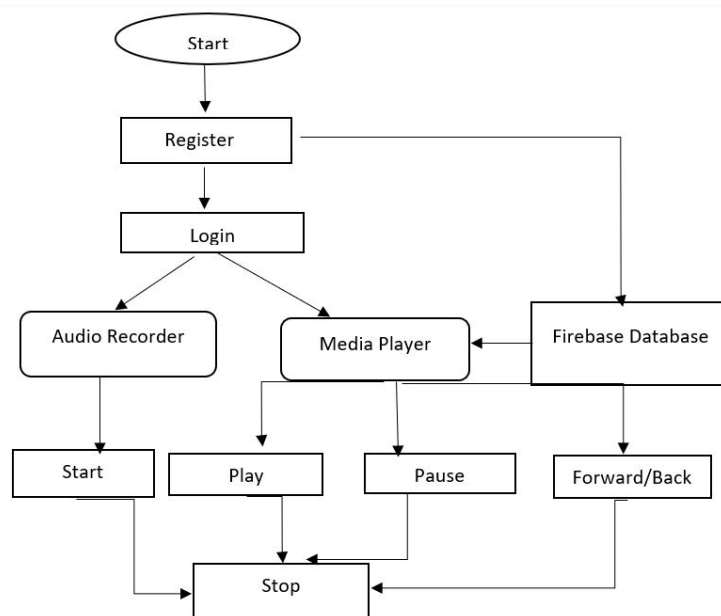 Start
Register
Login
Audio Recorder
Media Player
Firebase Database
Start
Play
Pause
Forward/Back
Stop